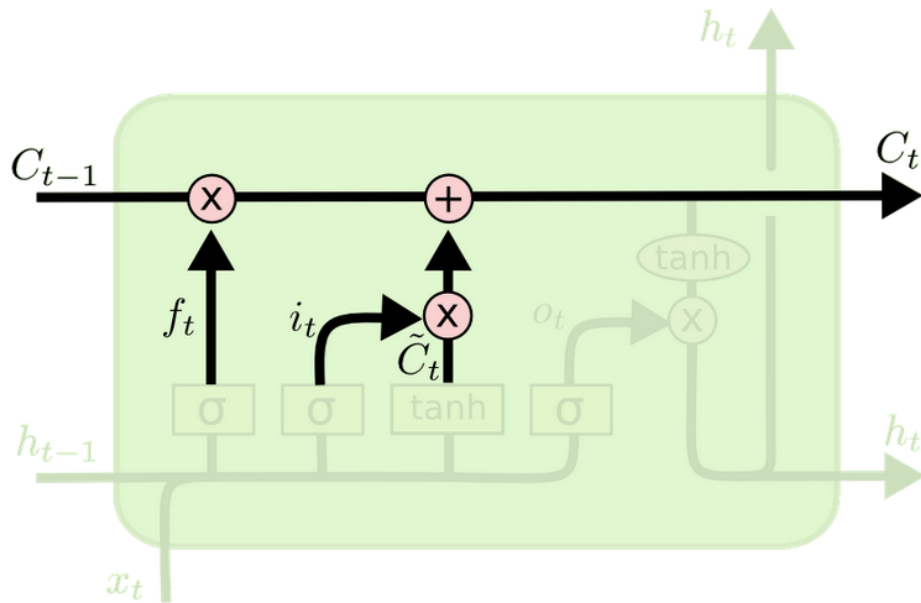 h_t
C_{t-1}
C_t
x
+
tanh
f_t
i_t
x
o_t
x
C̃_t
σ
σ
tanh
σ
h_{t-1}
h_t
x_t